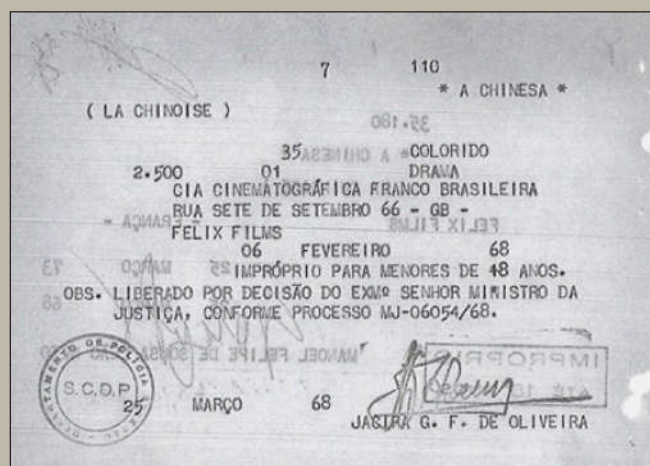 7 110
* A CHINESA *
( LA CHINOISE )
35 COLORIDO
2.500 01 DRAMA
CIA CINEMATOGRÁFICA FRANCO BRASILEIRA
RUA SETE DE SETEMBRO 66 - GB -
FELIX FILMS
06 FEVEREIRO 68
IMPRÓPRIO PARA MENORES DE 18 ANOS.
OBS. LIBERADO POR DECISÃO DO EXMº SENHOR MINISTRO DA
JUSTIÇA, CONFORME PROCESSO MJ-06054/68.
S.C.D.P
25 MARÇO 68
JACIRA G. F. DE OLIVEIRA